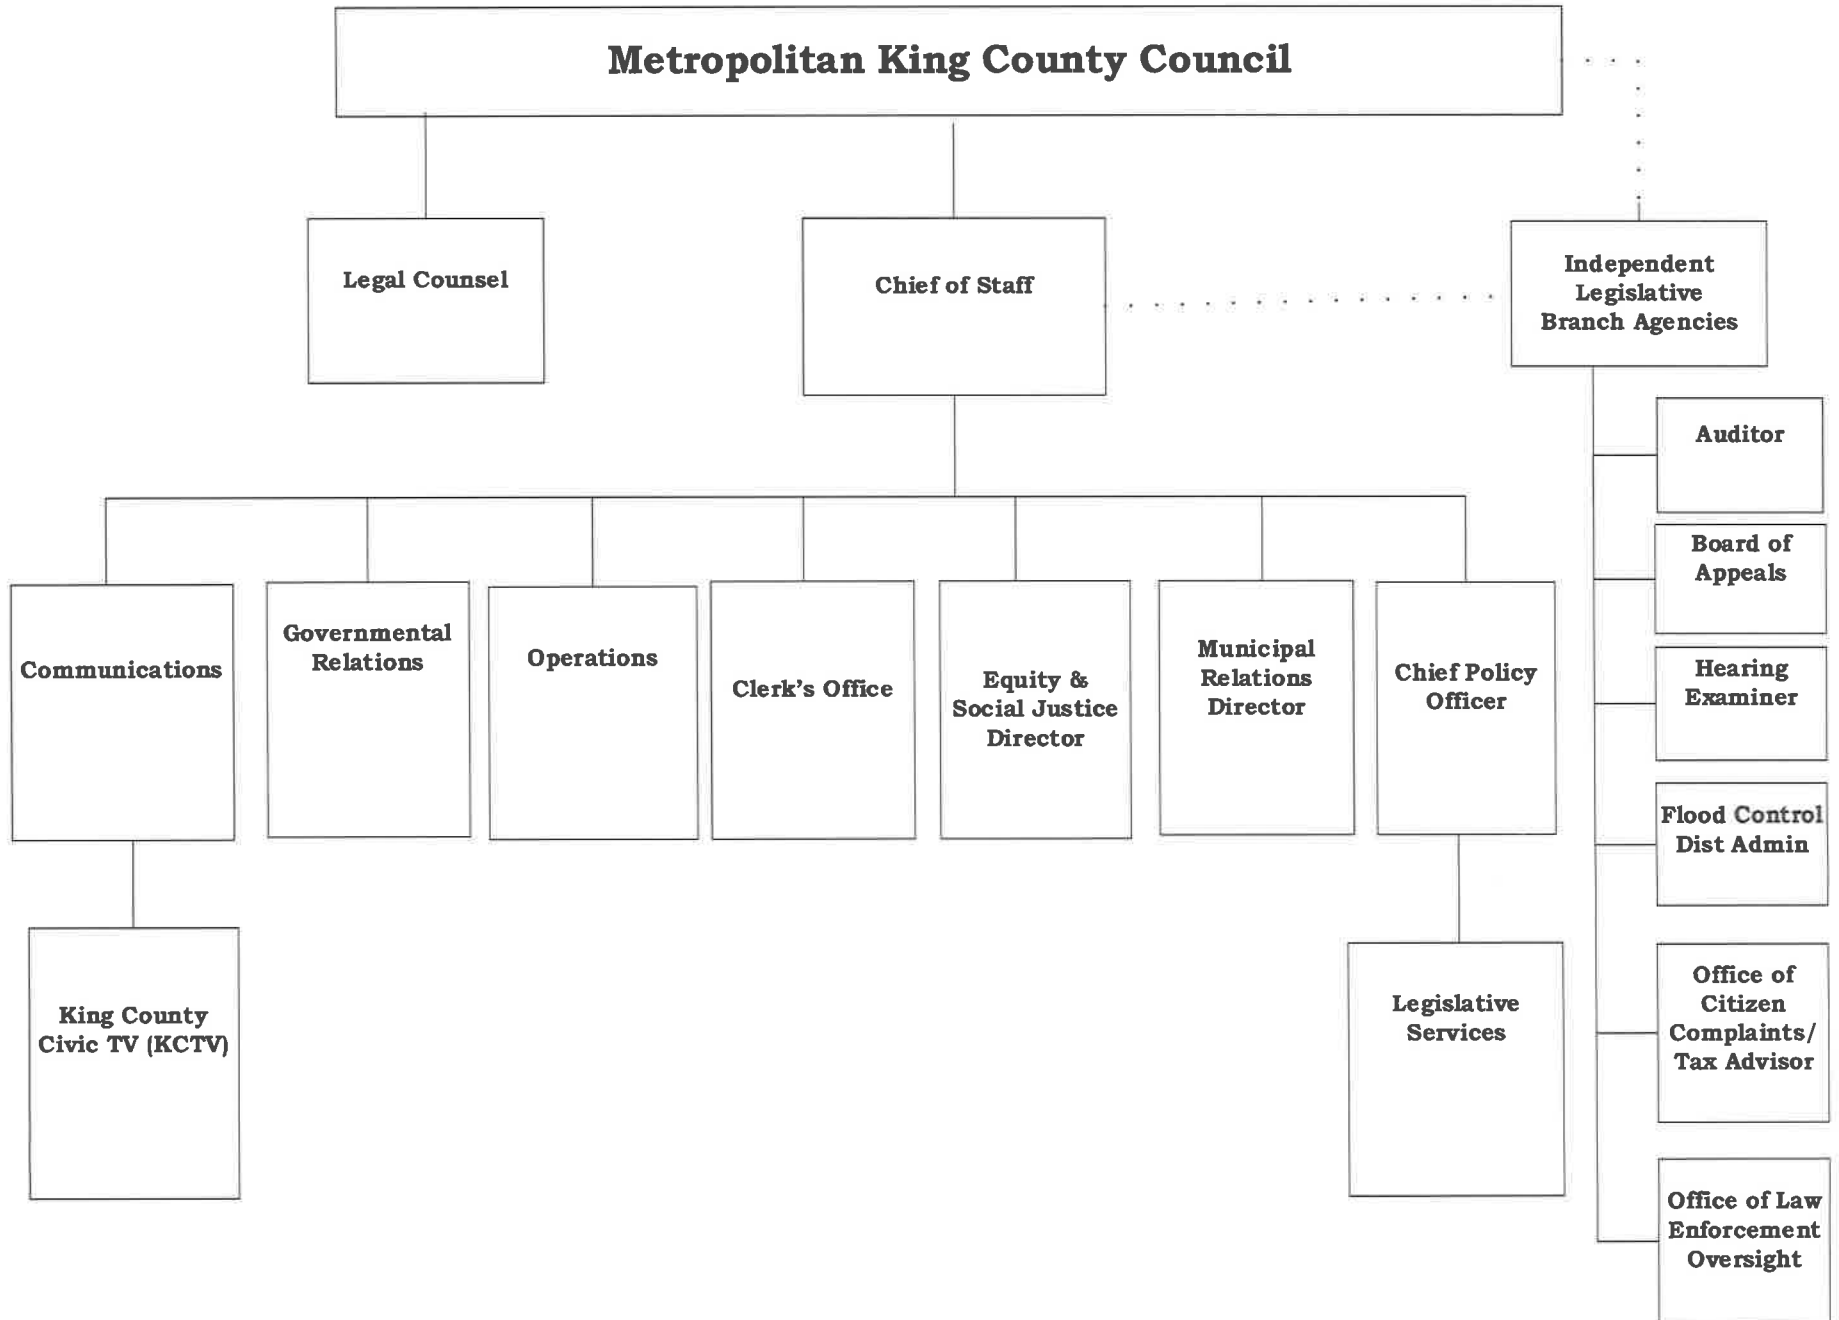 Metropolitan King County Council
Legal Counsel
Chief of Staff
Independent
Legislative
Branch Agencies
Auditor
Board of
Appeals
Hearing
Examiner
Flood Control
Dist Admin
Office of
Citizen
Complaints/
Tax Advisor
Office of Law
Enforcement
Oversight
Communications
Governmental
Relations
Operations
Clerk's Office
Equity &
Social Justice
Director
Municipal
Relations
Director
Chief Policy
Officer
King County
Civic TV (KCTV)
Legislative
Services